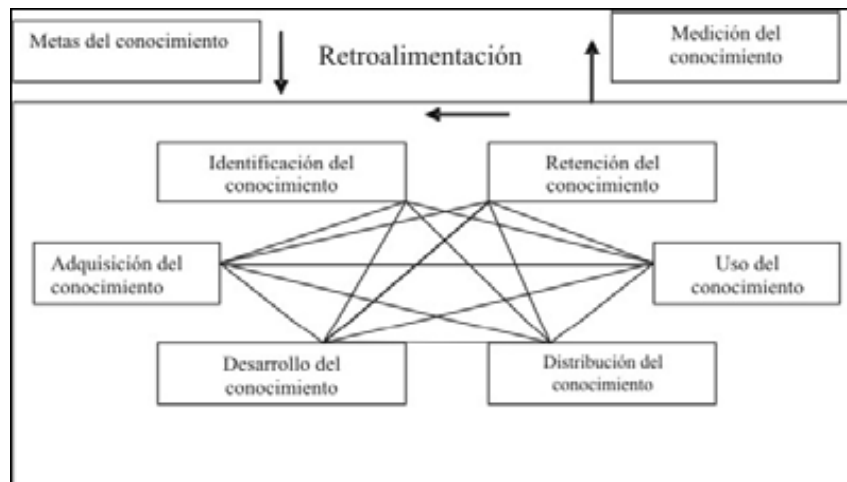 Metas del conocimiento
Retroalimentación
Medición del
conocimiento
Identificación del
conocimiento
Retención del
conocimiento
Adquisición del
conocimiento
Uso del
conocimiento
Desarrollo del
conocimiento
Distribución del
conocimiento